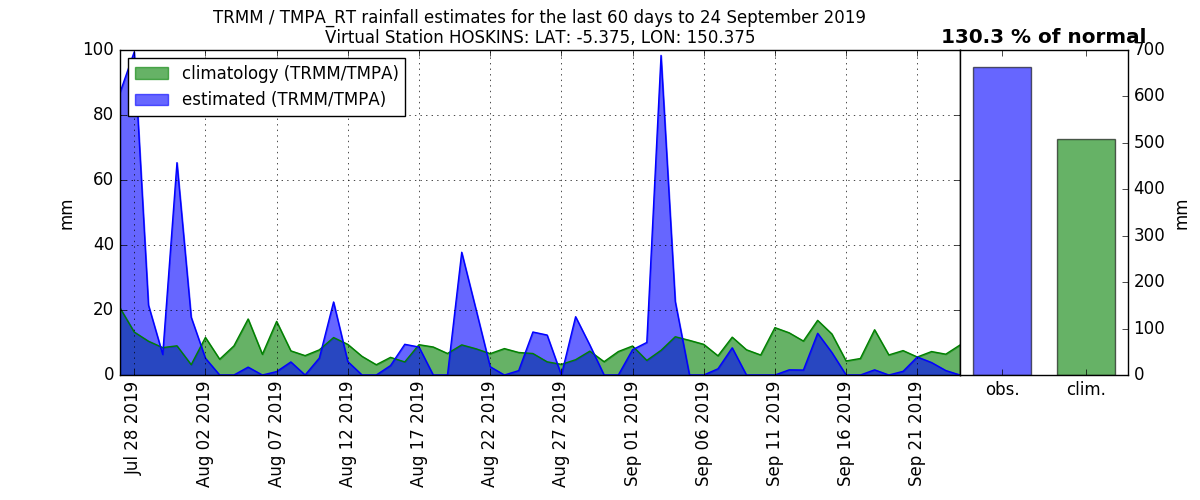 TRMM / TMPA_RT rainfall estimates for the last 60 days to 24 September 2019
Virtual Station HOSKINS: LAT: -5.375, LON: 150.375
130.3 % of normal
climatology (TRMM/TMPA)
estimated (TRMM/TMPA)
mm
100
80
60
40
20
0
Jul 28 2019
Aug 02 2019
Aug 07 2019
Aug 12 2019
Aug 17 2019
Aug 22 2019
Aug 27 2019
Sep 01 2019
Sep 06 2019
Sep 11 2019
Sep 16 2019
Sep 21 2019
700
600
500
400
300
200
100
0
mm
obs.
clim.